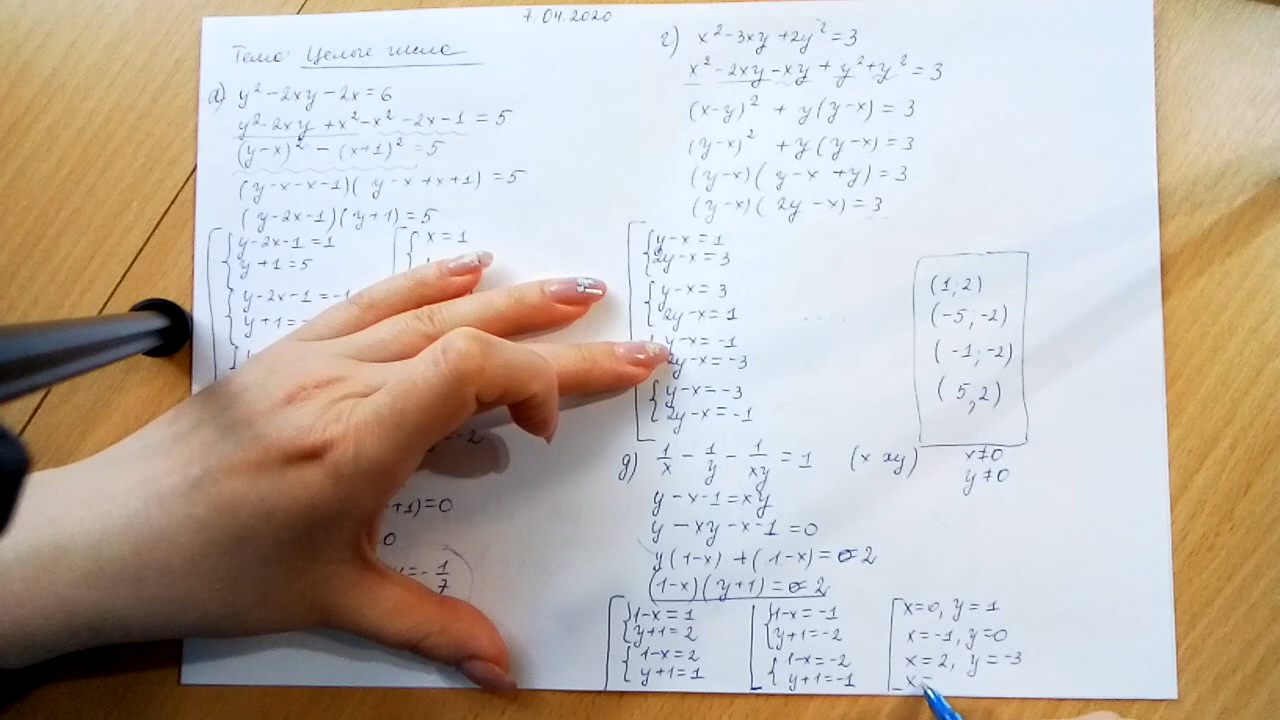 7.04.2020
Тема: Целые числа
а) y² - 2xy - 2x = 6
y² - 2xy + x² - x² - 2x - 1 = 5
(y-x)² - (x+1)² = 5
(y-x-x-1)(y-x+x+1) = 5
(y-2x-1)(y+1) = 5
y-2x-1 = 1
y+1 = 5
y-2x-1 = -1
y+1 = -
x = 1
= -2
+1) = 0
0
= -1/7
г) x² - 3xy + 2y² = 3
x² - 2xy - xy + y² + y² = 3
(x-y)² + y(y-x) = 3
(y-x)² + y(y-x) = 3
(y-x)(y-x+y) = 3
(y-x)(2y-x) = 3
y-x = 1
2y-x = 3
y-x = 3
2y-x = 1
y-x = -1
2y-x = -3
y-x = -3
2y-x = -1
(1; 2)
(-5; -2)
(-1; -2)
(5; 2)
д) 1/x - 1/y - 1/xy = 1 (x xy) x≠0
y≠0
y-x-1 = xy
y-xy-x-1 = 0
y(1-x) + (1-x) = 2
(1-x)(y+1) = 2
1-x = 1
y+1 = 2
1-x = 2
y+1 = 1
1-x = -1
y+1 = -2
1-x = -2
y+1 = -1
x = 0, y = 1
x = -1, y = 0
x = 2, y = -3
x =